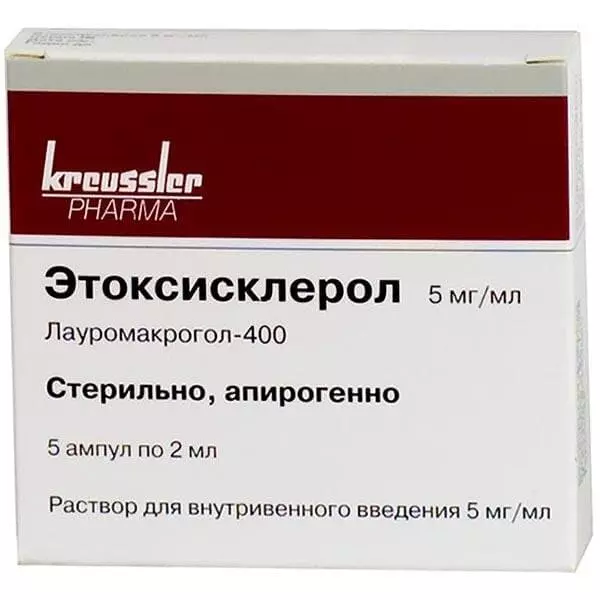 kreussler
PHARMA
Этоксисклерол 5 мг/мл
Лауромакрогол-400
Стерильно, апирогенно
5 ампул по 2 мл
Раствор для внутривенного введения 5 мг/мл